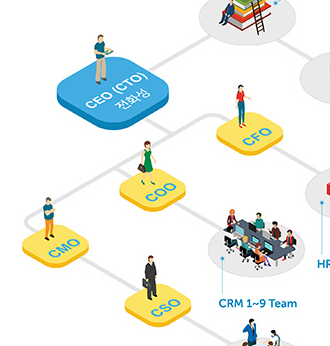 CEO (CTO)
전화성
CFO
COO
CMO
CRM 1~9 Team
HR
CSO